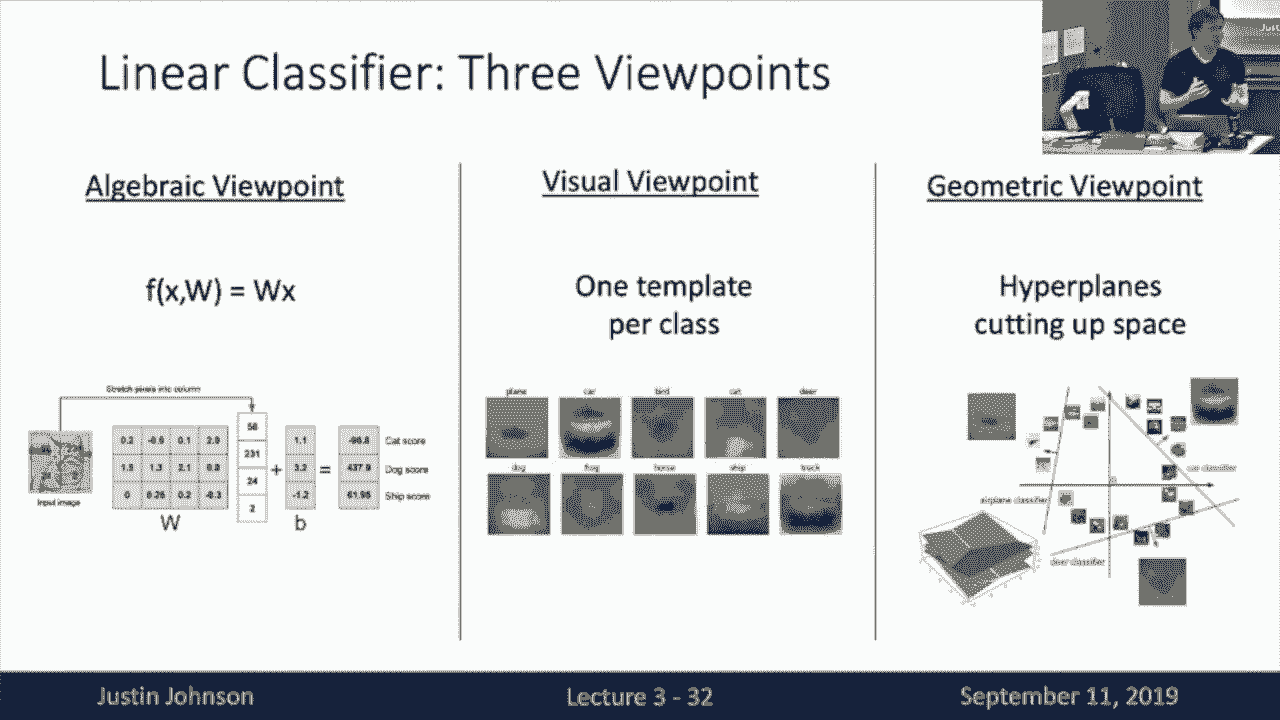 Linear Classifier: Three Viewpoints
Algebraic Viewpoint
f(x,W) = Wx
Stretch pixels into column
Input image
0.2 -0.5 0.1 2.0
1.5 1.3 2.1 0.0
0 0.25 0.2 -0.3
W
56
231
24
2
+
1.1
3.2
-1.2
b
=
-96.8 Cat score
437.9 Dog score
61.95 Ship score
Visual Viewpoint
One template
per class
plane car bird cat deer
dog frog horse ship truck
Geometric Viewpoint
Hyperplanes
cutting up space
car classifier
airplane classifier
deer classifier
Justin Johnson
Lecture 3 - 32
September 11, 2019